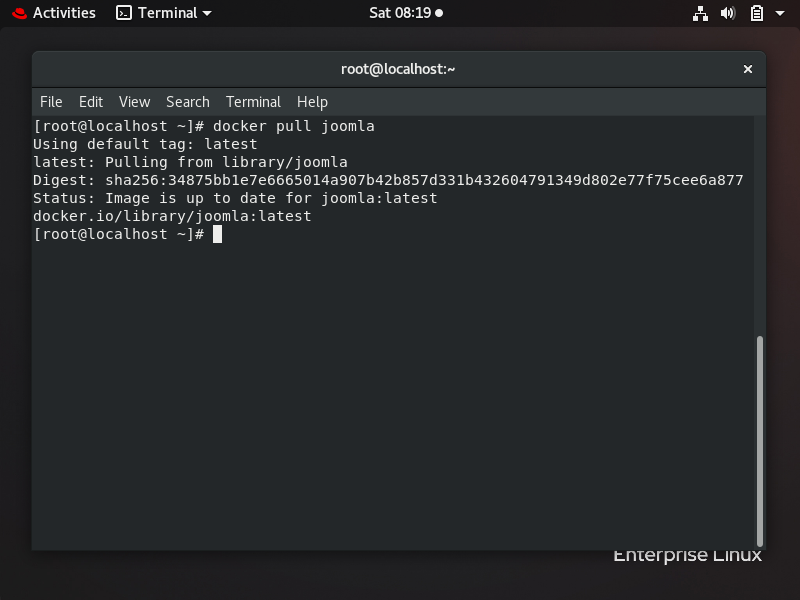 Activities Terminal Sat 08:19
root@localhost:~
File Edit View Search Terminal Help
[root@localhost ~]# docker pull joomla
Using default tag: latest
latest: Pulling from library/joomla
Digest: sha256:34875bb1e7e6665014a907b42b857d331b432604791349d802e77f75cee6a877
Status: Image is up to date for joomla:latest
docker.io/library/joomla:latest
[root@localhost ~]#
Enterprise Linux